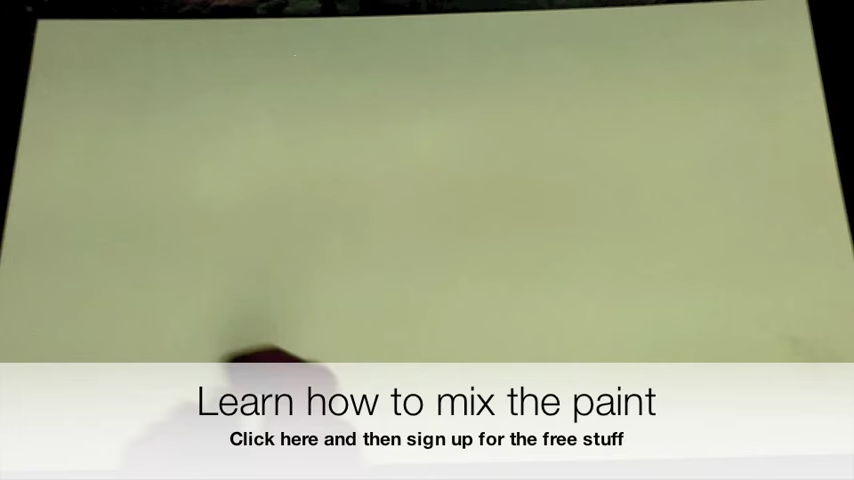 Learn how to mix the paint
Click here and then sign up for the free stuff